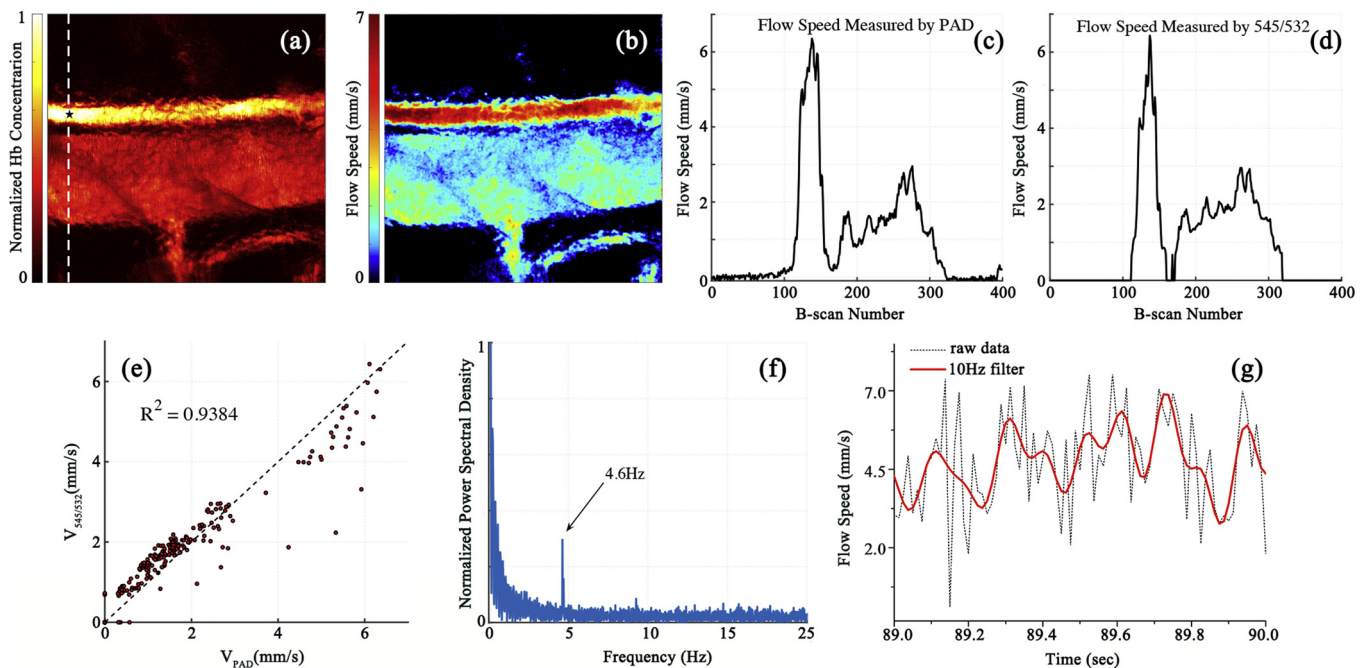 1
Normalized Hb Concentrarion
0
(a)
7
Flow Speed (mm/s)
0
(b)
Flow Speed Measured by PAD
(c)
6
4
2
0
Flow Speed (mm/s)
0 100 200 300 400
B-scan Number
Flow Speed Measured by 545/532
(d)
6
4
2
0
Flow Speed (mm/s)
0 100 200 300 400
B-scan Number
(e)
R² = 0.9384
6
4
2
0
V545/532(mm/s)
0 2 4 6
VPAD(mm/s)
(f)
1
0
Normalized Power Spectral Density
4.6Hz
0 5 10 15 20 25
Frequency (Hz)
raw data
10Hz filter
(g)
7.0
4.5
2.0
Flow Speed (mm/s)
89.0 89.2 89.4 89.6 89.8 90.0
Time (sec)